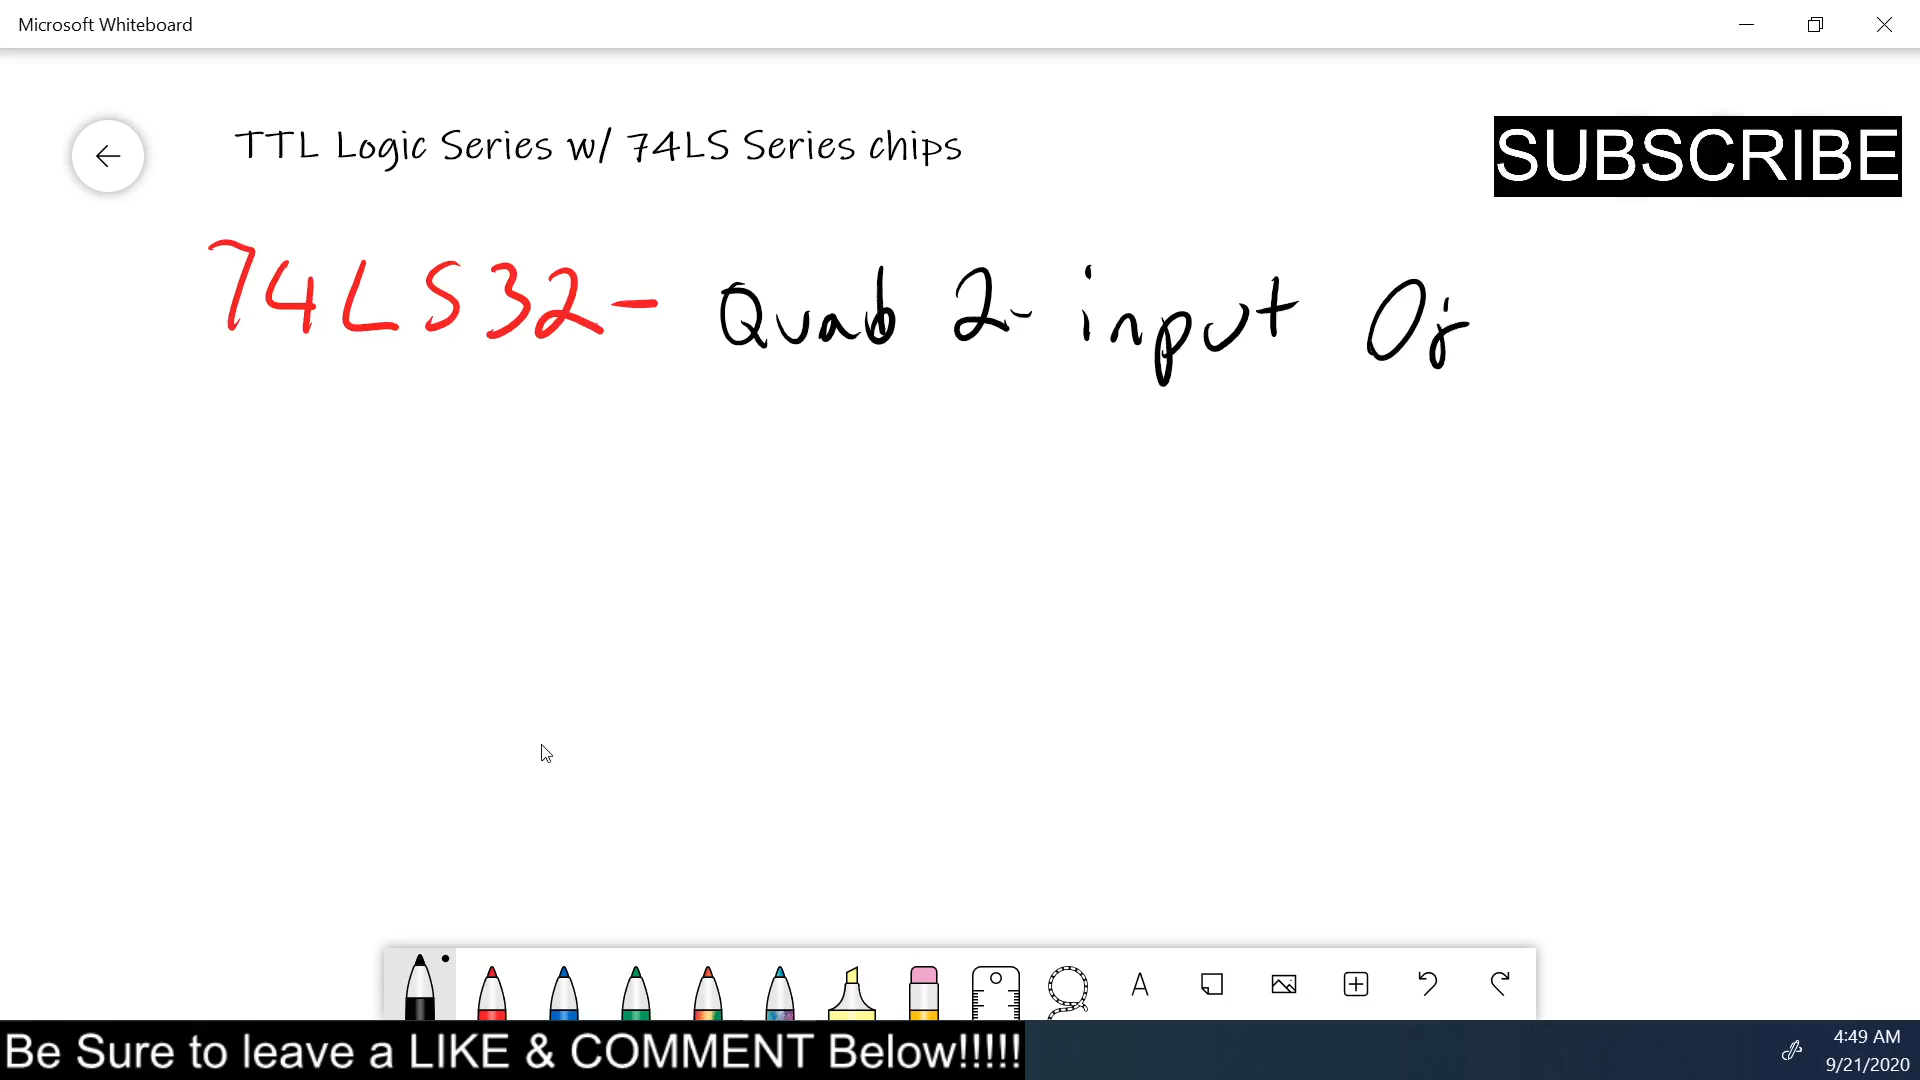 Microsoft Whiteboard
TTL Logic Series w/ 74LS Series chips
SUBSCRIBE
74LS32- Quad 2-input Or
A
Be Sure to leave a LIKE & COMMENT Below!!!!!
4:49 AM
9/21/2020